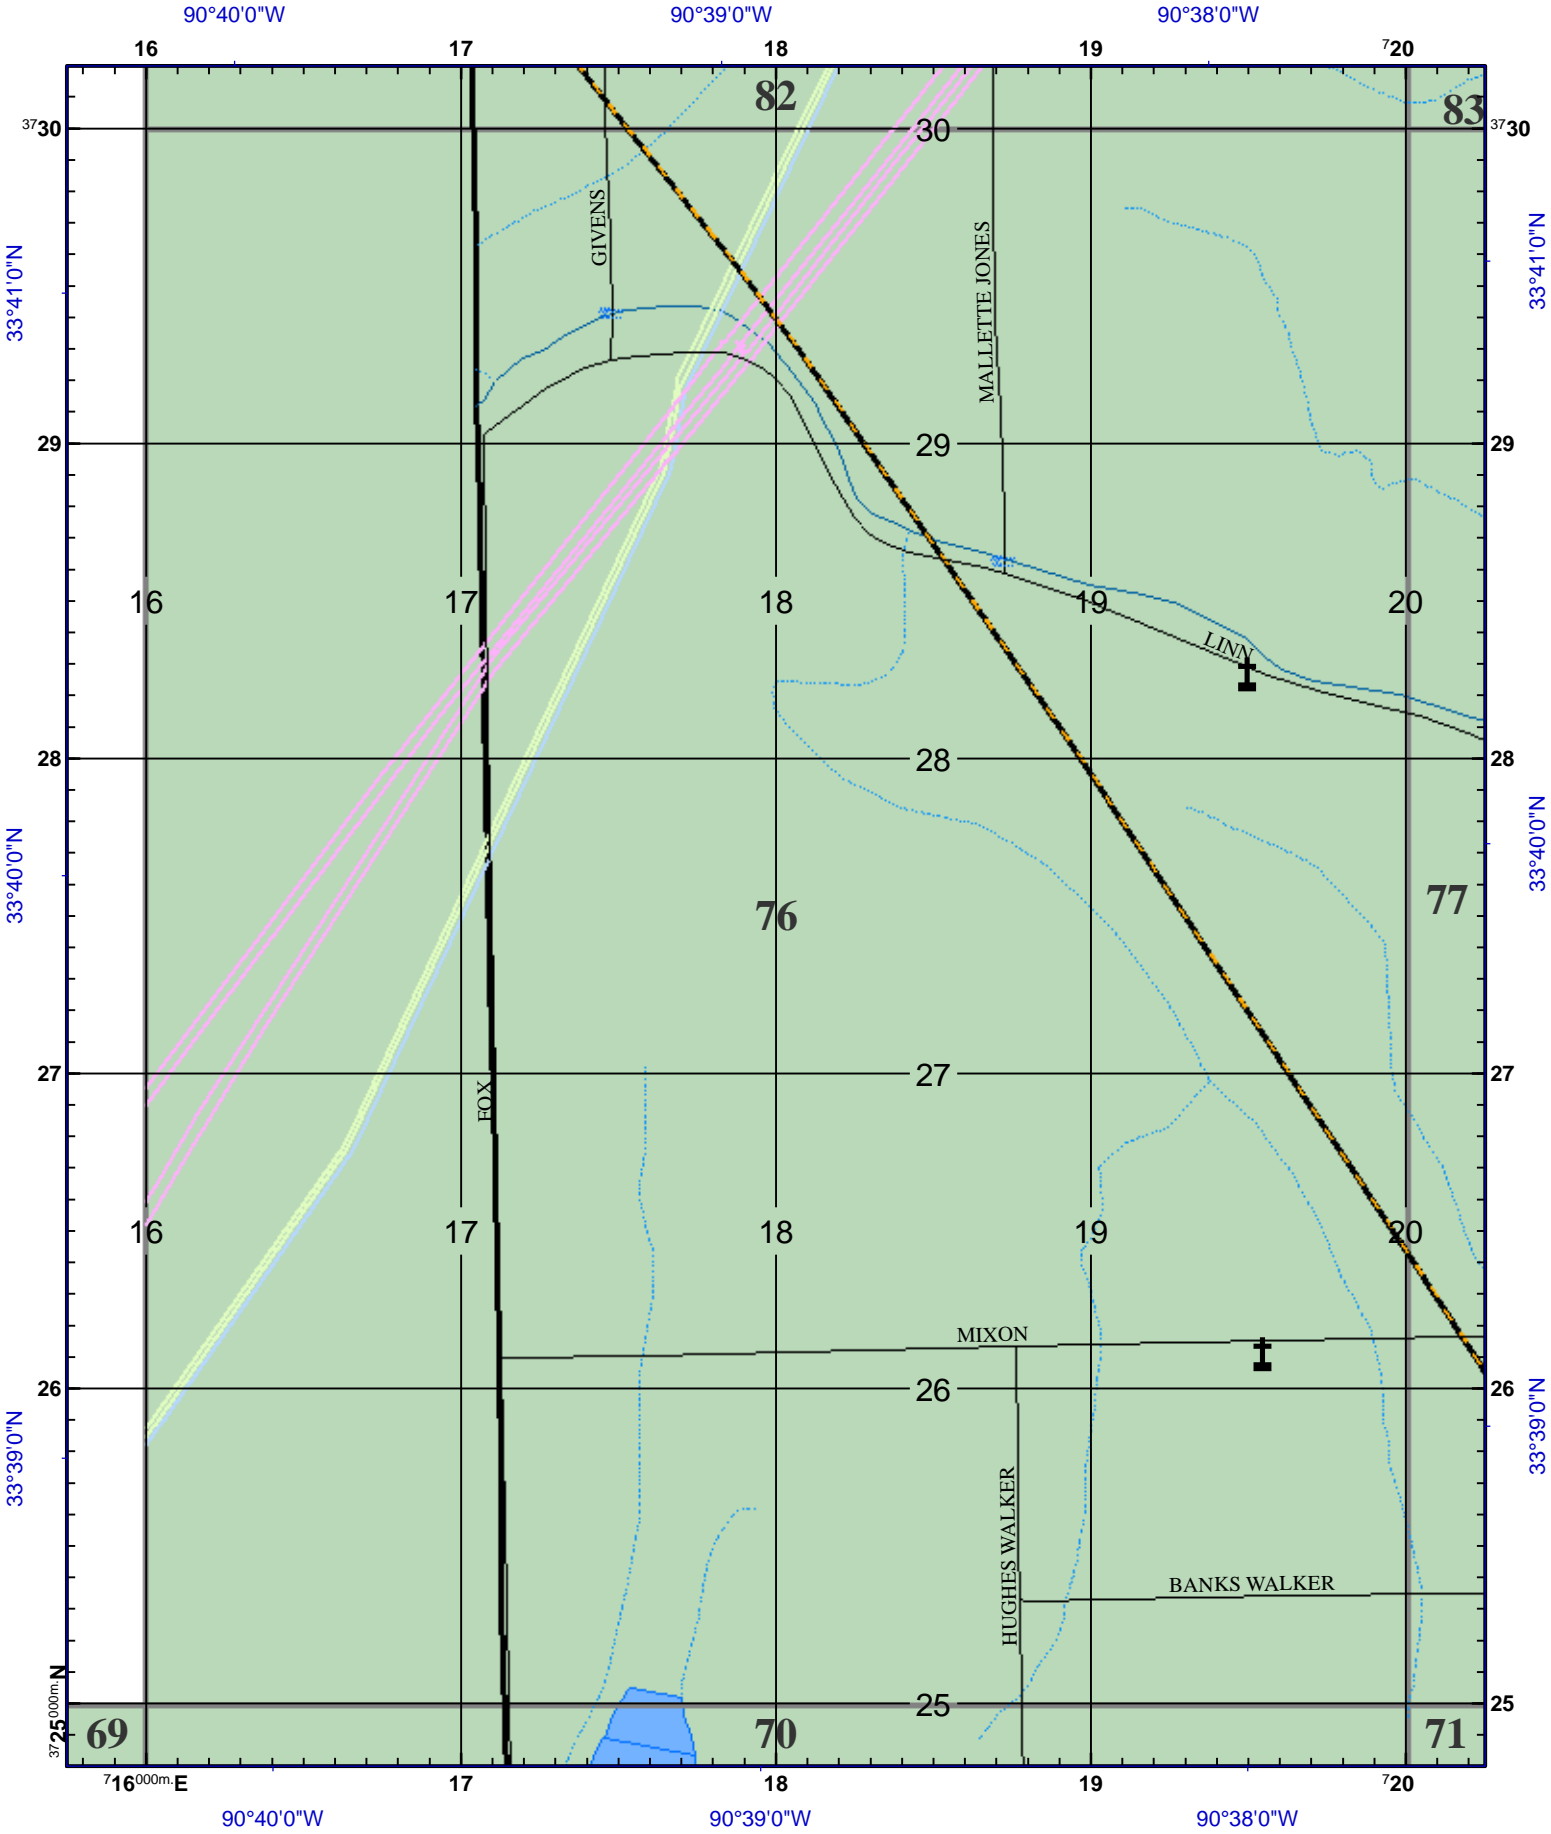 90°40'0"W 90°39'0"W 90°38'0"W
16 17 18 19 ⁷20
82 83
³⁷30 30 ³⁷30
GIVENS
MALLETTE JONES
33°41'0"N 33°41'0"N
29 29 29
16 17 18 19 20
LINN
28 28 28
33°40'0"N 33°40'0"N
76 77
27 27 27
FOX
16 17 18 19 20
MIXON
26 26 26
33°39'0"N 33°39'0"N
HUGHES WALKER
BANKS WALKER
³⁷25⁰⁰⁰ᵐ·N 25 25
69 70 71
⁷16⁰⁰⁰ᵐ·E 17 18 19 ⁷20
90°40'0"W 90°39'0"W 90°38'0"W